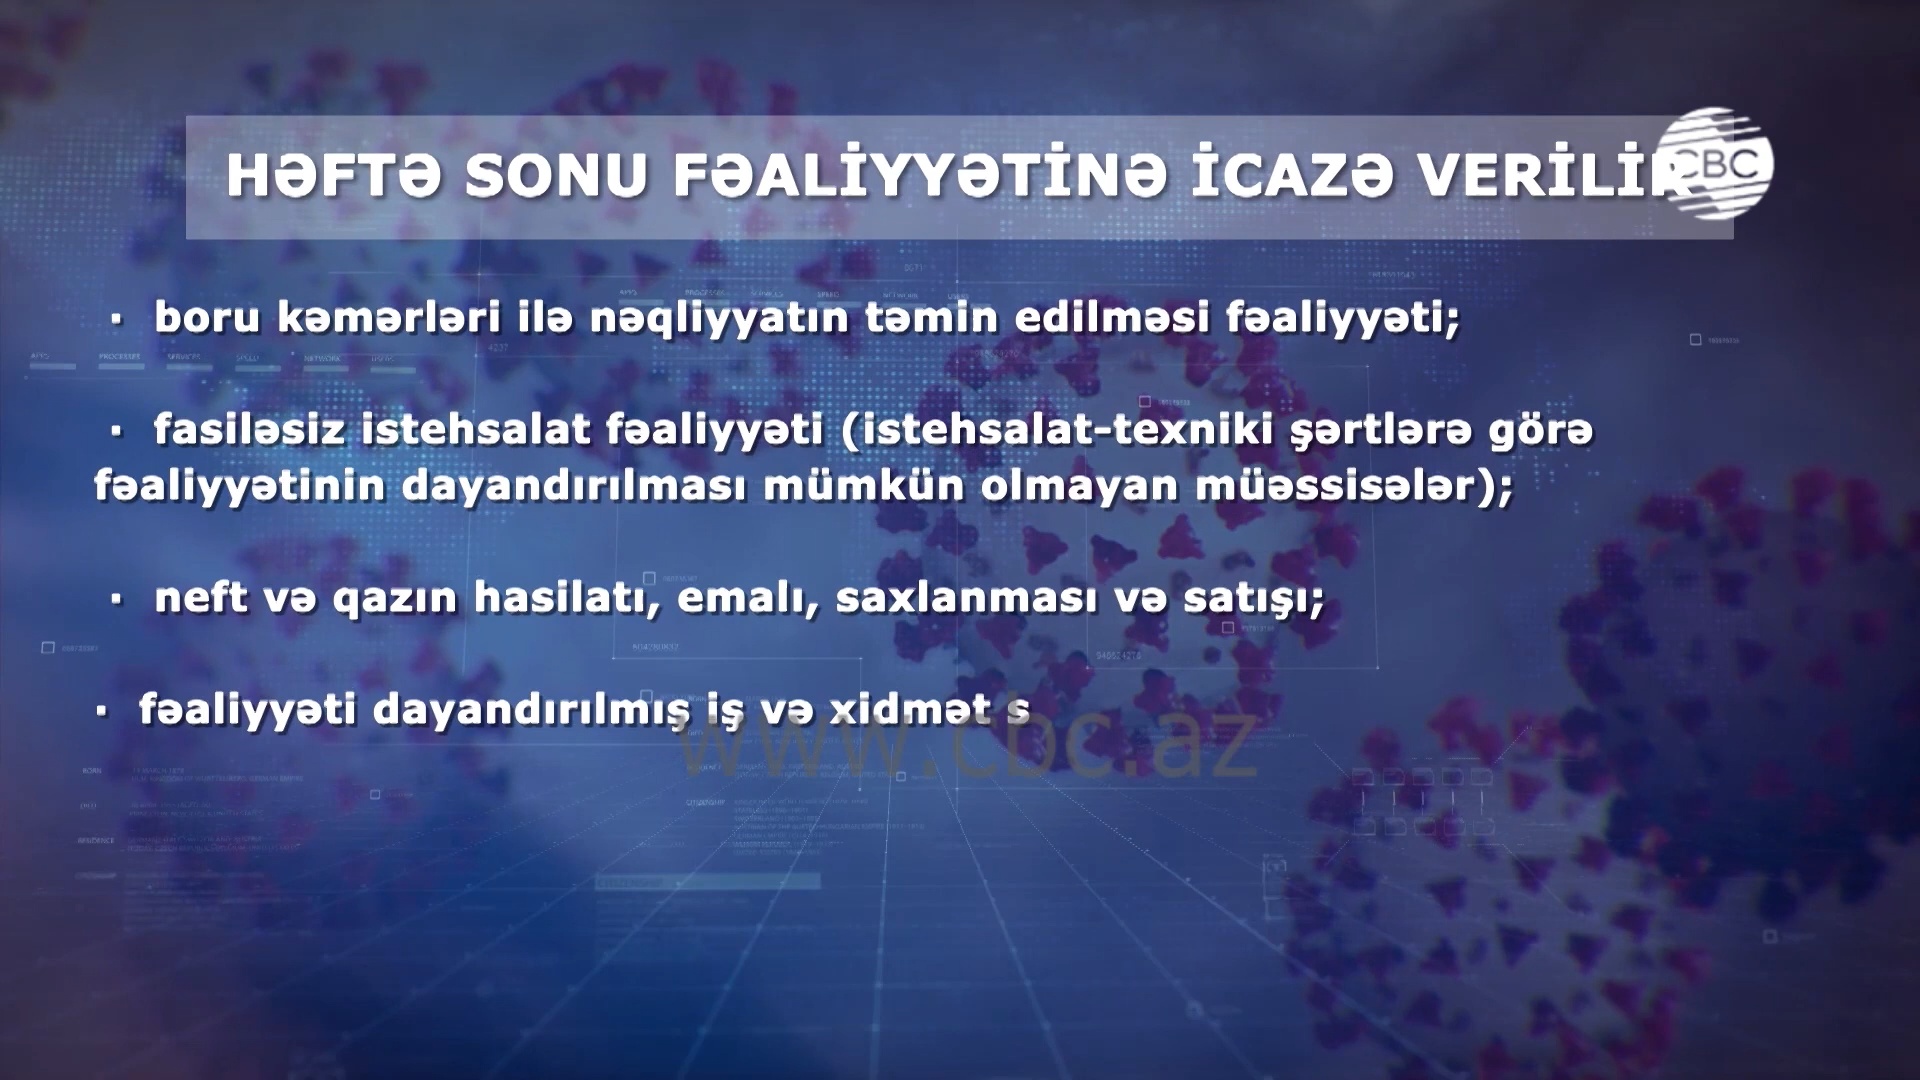 HƏFTƏ SONU FƏALİYYƏTİNƏ İCAZƏ VERİLİR
CBC
· boru kəmərləri ilə nəqliyyatın təmin edilməsi fəaliyyəti;
· fasiləsiz istehsalat fəaliyyəti (istehsalat-texniki şərtlərə görə
fəaliyyətinin dayandırılması mümkün olmayan müəssisələr);
· neft və qazın hasilatı, emalı, saxlanması və satışı;
· fəaliyyəti dayandırılmış iş və xidmət s
www.cbc.az